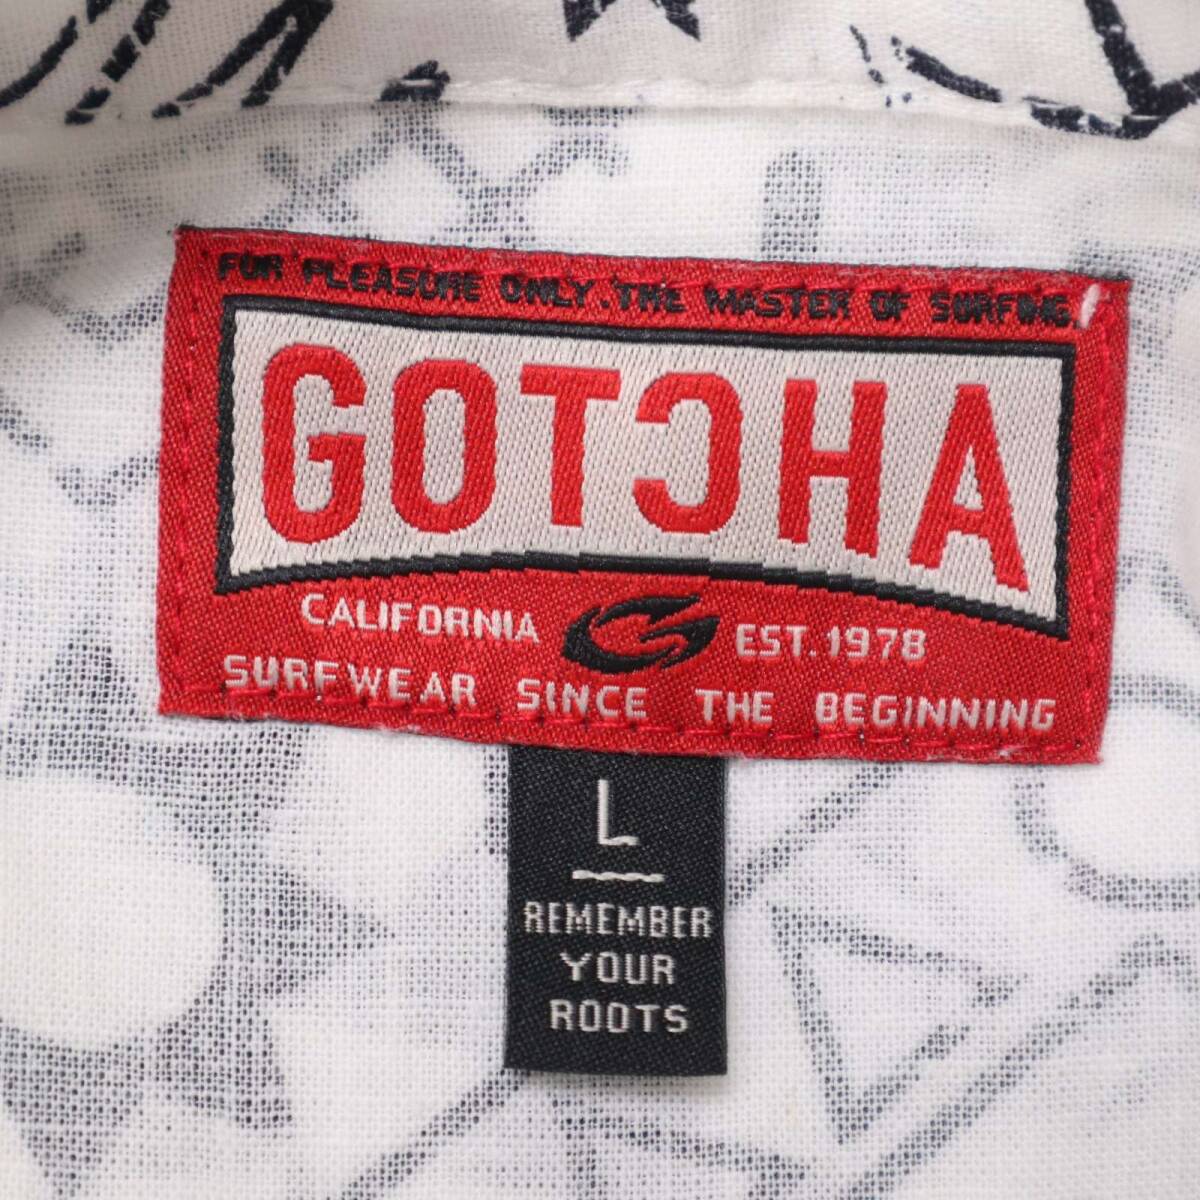 FOR PLEASURE ONLY. THE MASTER OF SURFING.
GOTCHA
CALIFORNIA EST. 1978
SURFWEAR SINCE THE BEGINNING
L
REMEMBER
YOUR
ROOTS